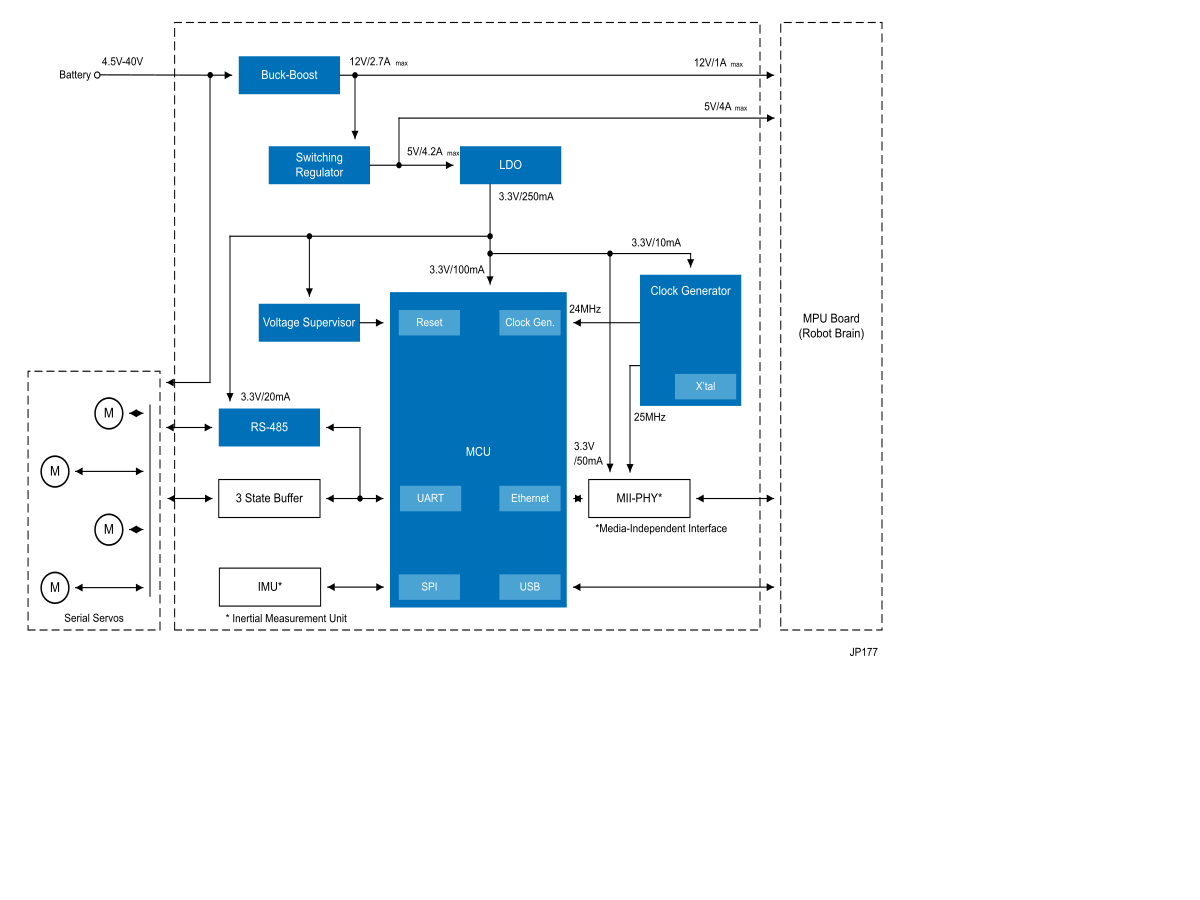 4.5V-40V
Battery
Buck-Boost
12V/2.7A max
12V/1A max
5V/4A max
Switching
Regulator
5V/4.2A max
LDO
3.3V/250mA
3.3V/10mA
3.3V/100mA
Clock Generator
24MHz
Voltage Supervisor
Reset
Clock Gen.
MPU Board
(Robot Brain)
X'tal
25MHz
3.3V/20mA
M
RS-485
MCU
3.3V
/50mA
M
3 State Buffer
UART
Ethernet
MII-PHY*
*Media-Independent Interface
M
M
IMU*
SPI
USB
Serial Servos
* Inertial Measurement Unit
JP177